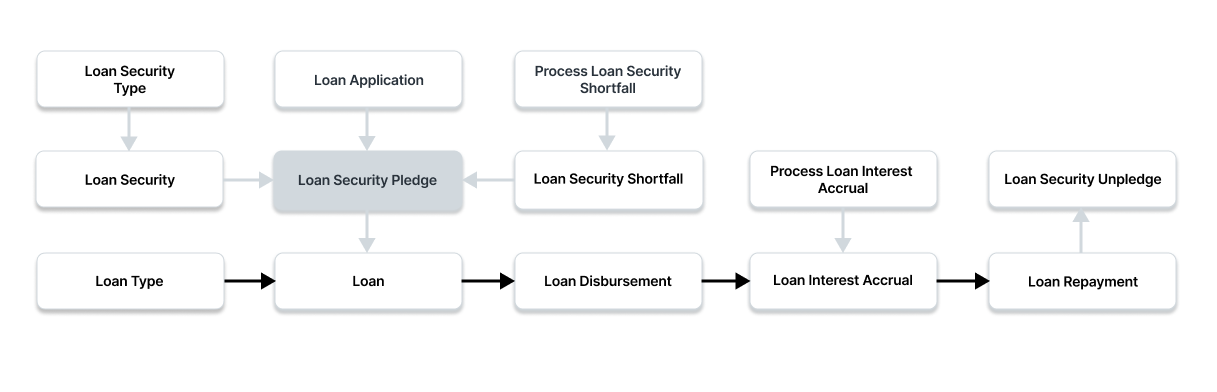 Loan Security
Type
Loan Application
Process Loan Security
Shortfall
Loan Security
Loan Security Pledge
Loan Security Shortfall
Process Loan Interest
Accrual
Loan Security Unpledge
Loan Type
Loan
Loan Disbursement
Loan Interest Accrual
Loan Repayment